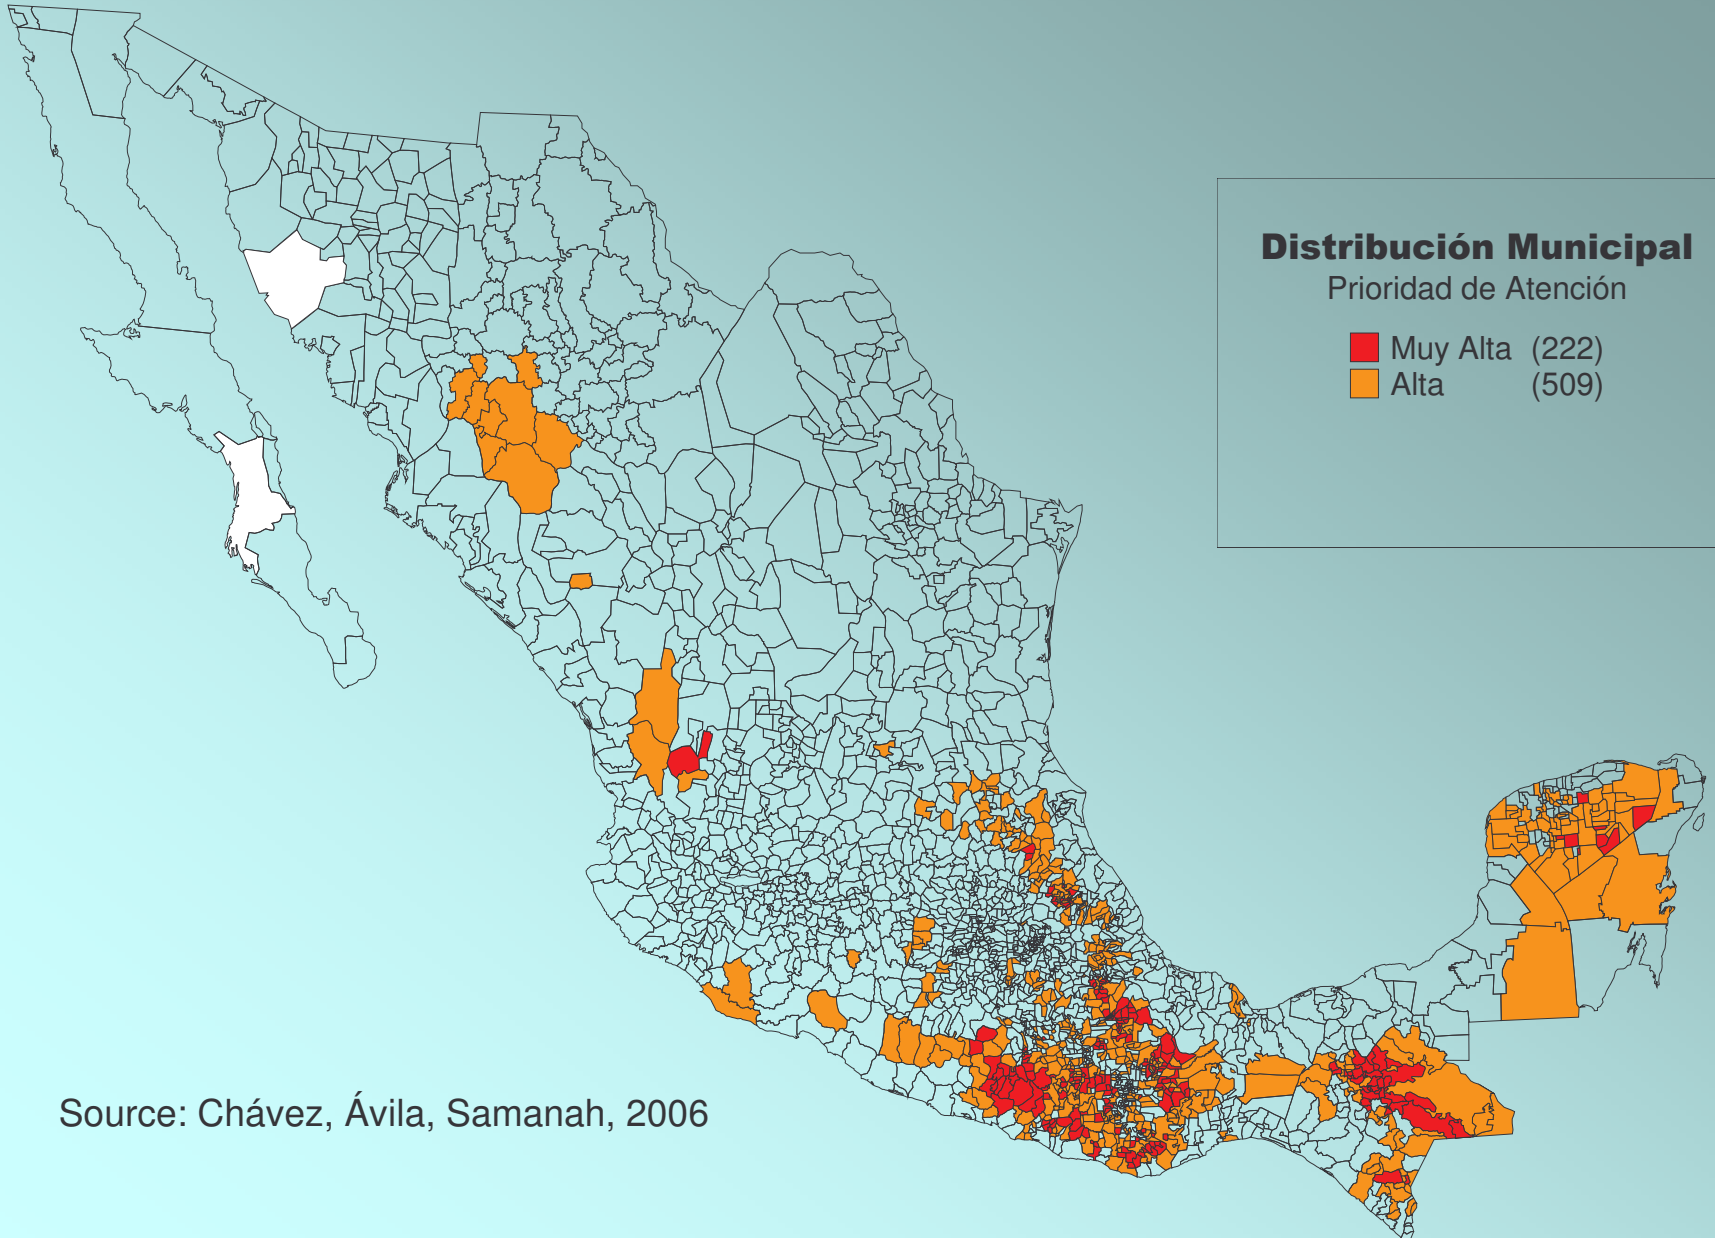 Distribución Municipal
Prioridad de Atención
Muy Alta (222)
Alta (509)
Source: Chávez, Ávila, Samanah, 2006